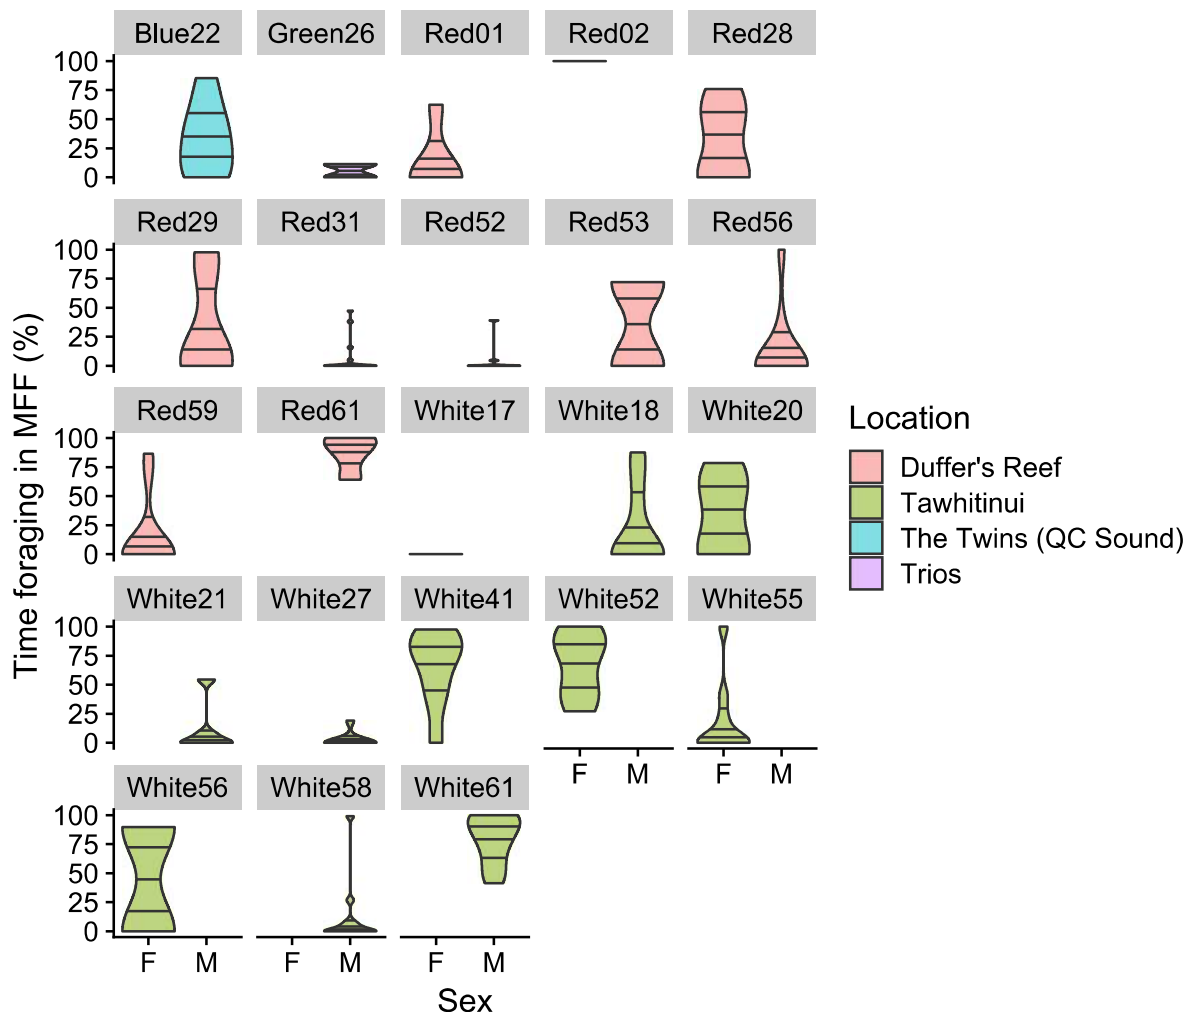 Blue22 Green26 Red01 Red02 Red28
100
75
50
25
0
Red29 Red31 Red52 Red53 Red56
100
75
50
25
0
Red59 Red61 White17 White18 White20
100
75
50
25
0
White21 White27 White41 White52 White55
100
75
50
25
0
F M F M
White56 White58 White61
100
75
50
25
0
F M F M F M
Sex
Time foraging in MFF (%)
Location
Duffer's Reef
Tawhitinui
The Twins (QC Sound)
Trios